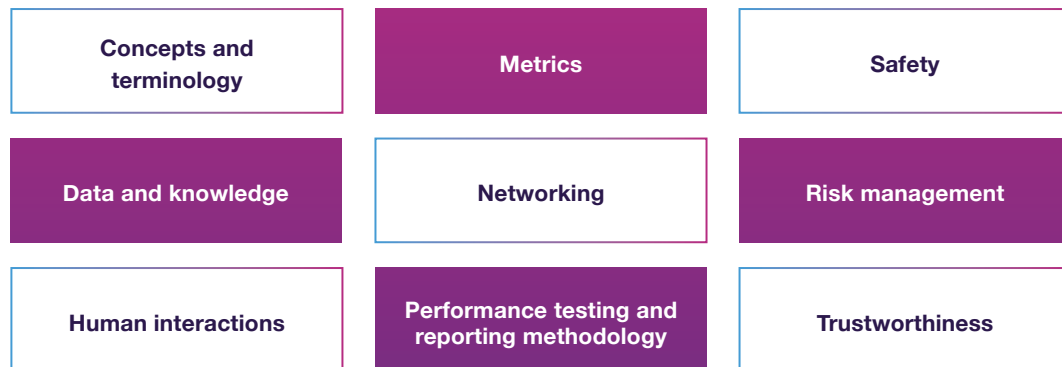 Concepts and
terminology
Metrics
Safety
Data and knowledge
Networking
Risk management
Human interactions
Performance testing and
reporting methodology
Trustworthiness